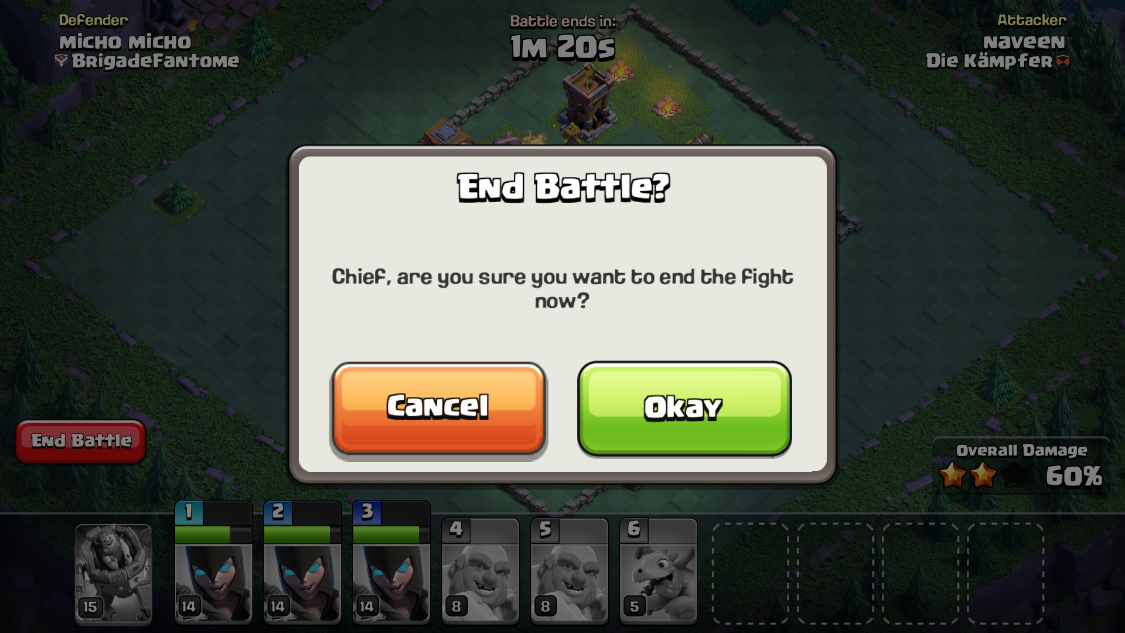 Defender
Micho Micho
BrigadeFantome
Battle ends in:
1m 20s
Attacker
naveen
Die Kämpfer
End Battle?
Chief, are you sure you want to end the fight
now?
Cancel
Okay
End Battle
Overall Damage
60%
1
2
3
4
5
6
15
14
14
14
8
8
5